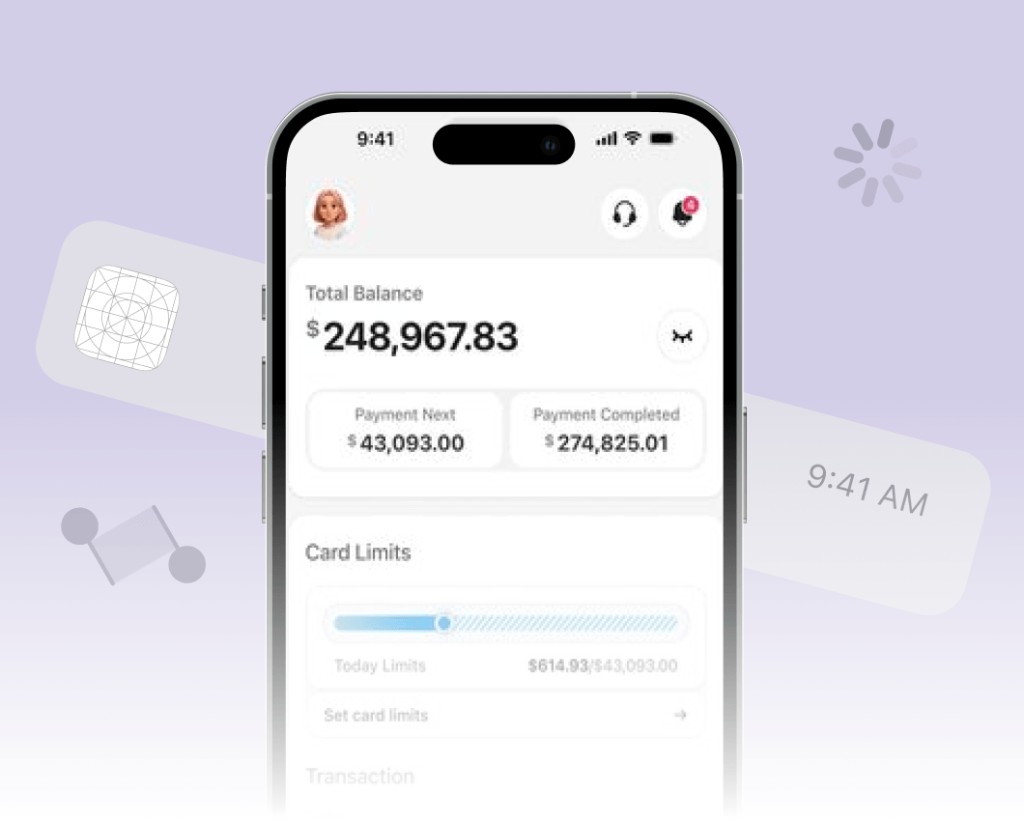 9:41
4
Total Balance
$248,967.83
Payment Next
$43,093.00
Payment Completed
$274,825.01
9:41 AM
Card Limits
Today Limits $614.93/$43,093.00
Set card limits →
Transaction